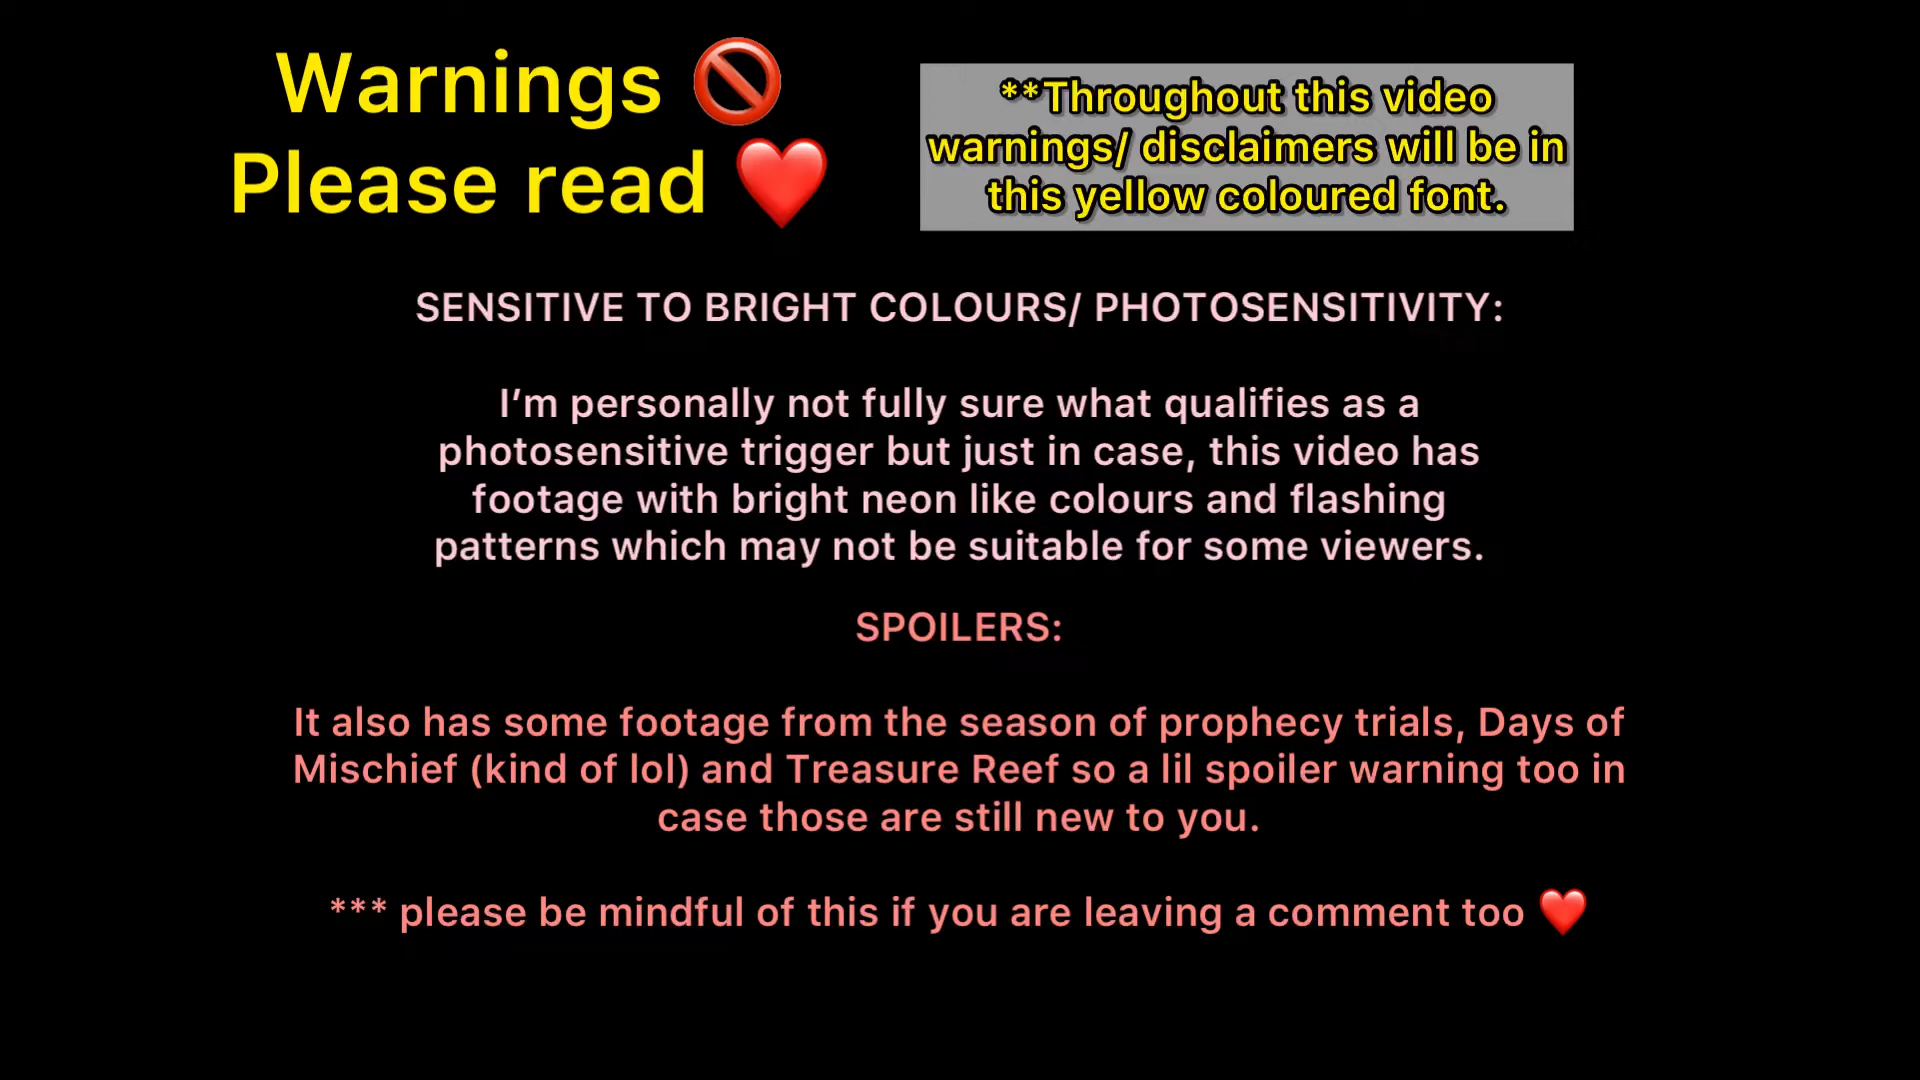 Warnings 🚫
Please read ❤️
**Throughout this video
warnings/ disclaimers will be in
this yellow coloured font.
SENSITIVE TO BRIGHT COLOURS/ PHOTOSENSITIVITY:
I’m personally not fully sure what qualifies as a
photosensitive trigger but just in case, this video has
footage with bright neon like colours and flashing
patterns which may not be suitable for some viewers.
SPOILERS:
It also has some footage from the season of prophecy trials, Days of
Mischief (kind of lol) and Treasure Reef so a lil spoiler warning too in
case those are still new to you.
*** please be mindful of this if you are leaving a comment too ❤️